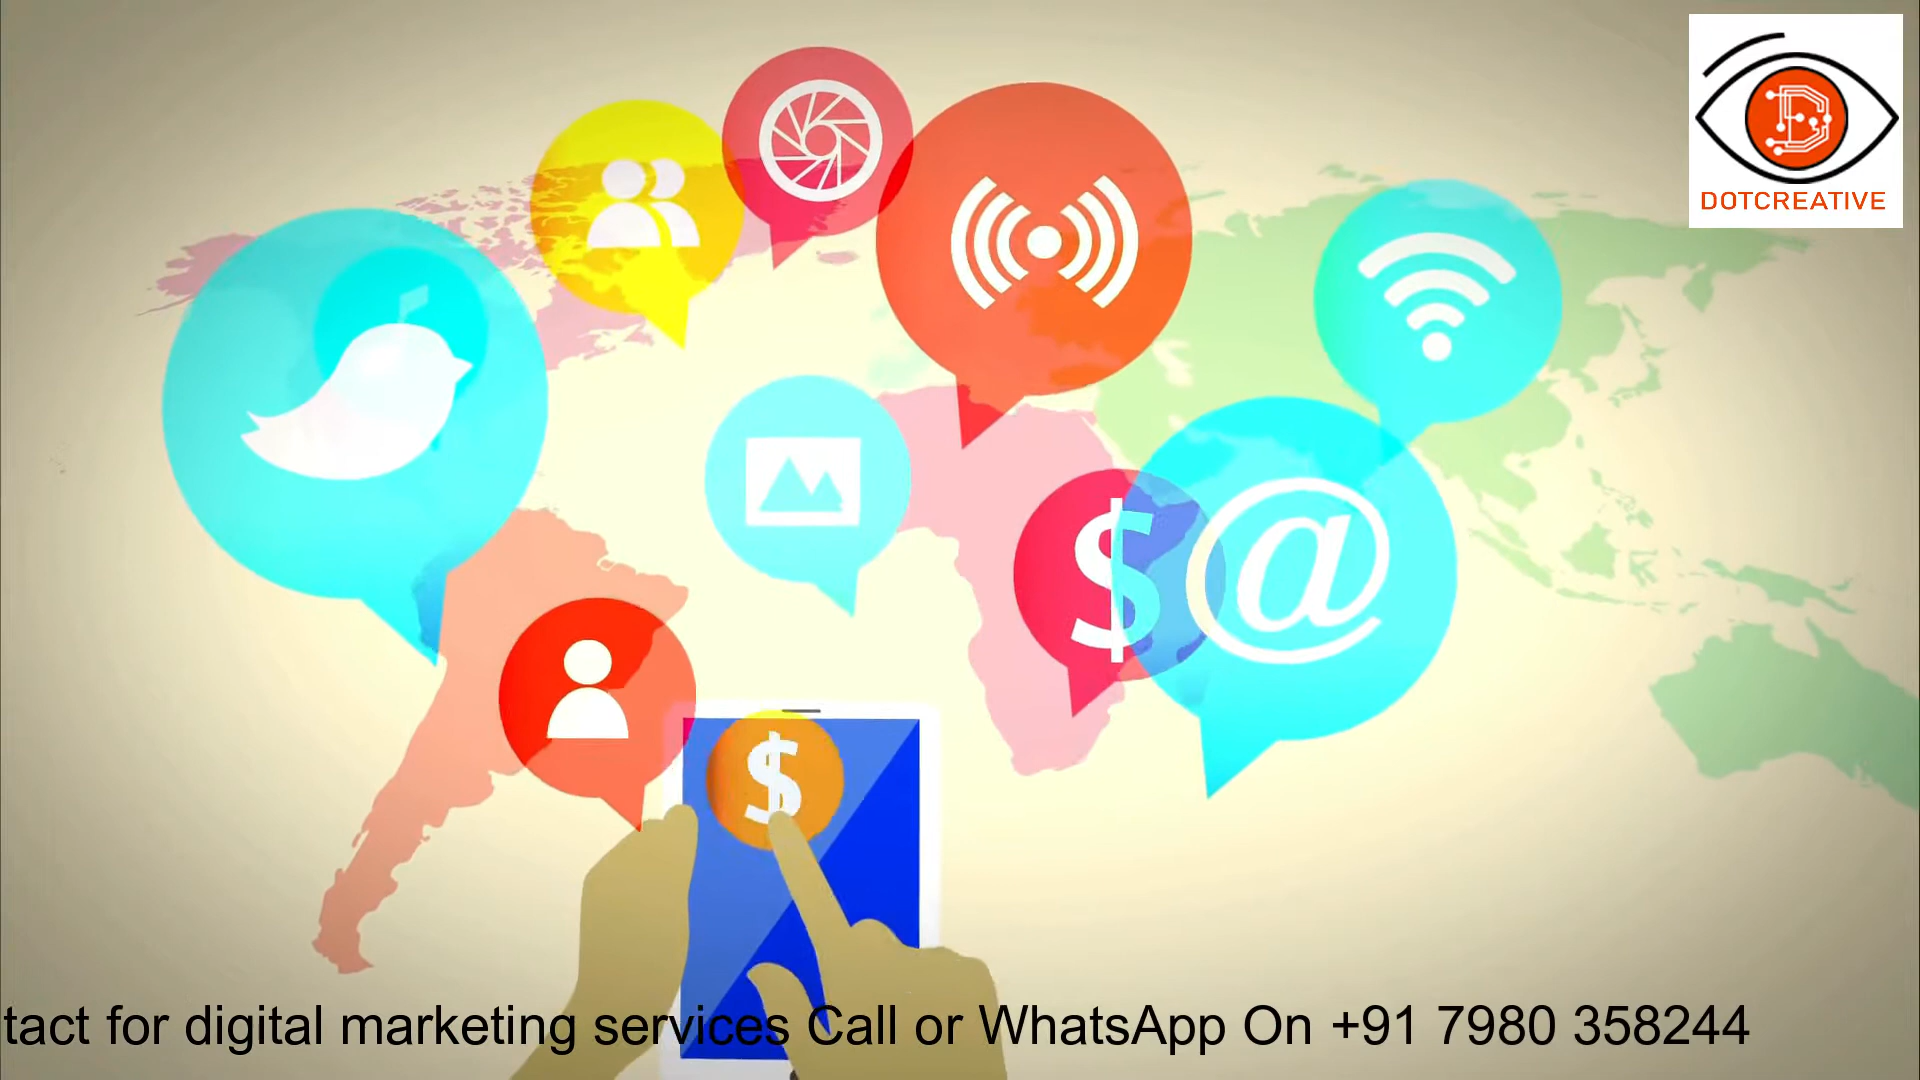 DOTCREATIVE
$
@
$
tact for digital marketing services Call or WhatsApp On +91 7980 358244